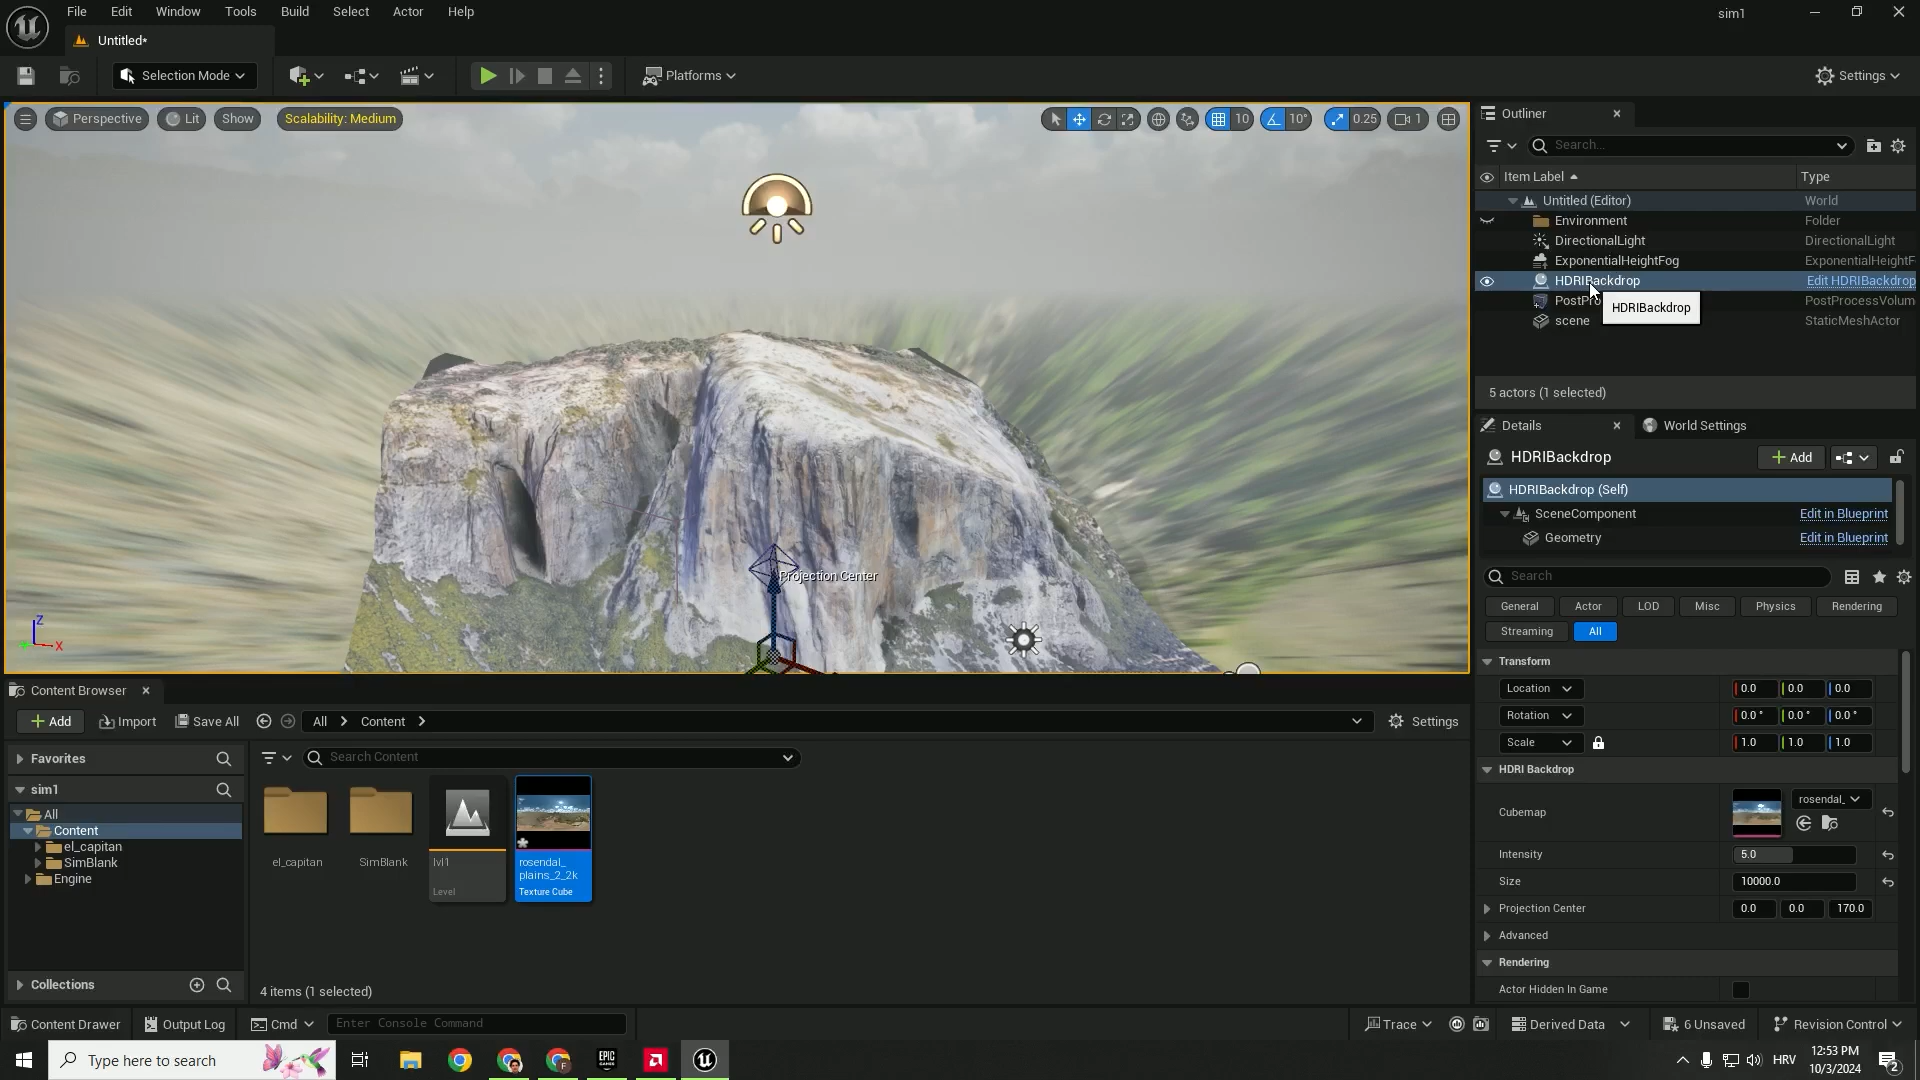 File Edit Window Tools Build Select Actor Help
sim1
Untitled*
Selection Mode
Platforms
Settings
Perspective Lit Show Scalability: Medium
10 10° 0.25 1
Outliner
Search...
Item Label Type
Untitled (Editor) World
Environment Folder
DirectionalLight DirectionalLight
ExponentialHeightFog ExponentialHeightF
HDRIBackdrop Edit HDRIBackdrop
PostPro PostProcessVolum
HDRIBackdrop
scene StaticMeshActor
5 actors (1 selected)
Details World Settings
HDRIBackdrop Add
HDRIBackdrop (Self)
SceneComponent Edit in Blueprint
Geometry Edit in Blueprint
Search
General Actor LOD Misc Physics Rendering
Streaming All
Transform
Location 0.0 0.0 0.0
Rotation 0.0° 0.0° 0.0°
Scale 1.0 1.0 1.0
HDRI Backdrop
Cubemap rosendal_
Intensity 5.0
Size 10000.0
Projection Center 0.0 0.0 170.0
Advanced
Rendering
Actor Hidden In Game
Projection Center
Z
X
Content Browser
Add Import Save All All Content Settings
Favorites
Search Content
sim1
All
Content
el_capitan
SimBlank
Engine
Collections
el_capitan
SimBlank
lvl1
Level
rosendal_
plains_2_2k
Texture Cube
4 items (1 selected)
Content Drawer Output Log Cmd Enter Console Command Trace Derived Data 6 Unsaved Revision Control
Type here to search
EPIC
GAMES
HRV
12:53 PM
10/3/2024
2